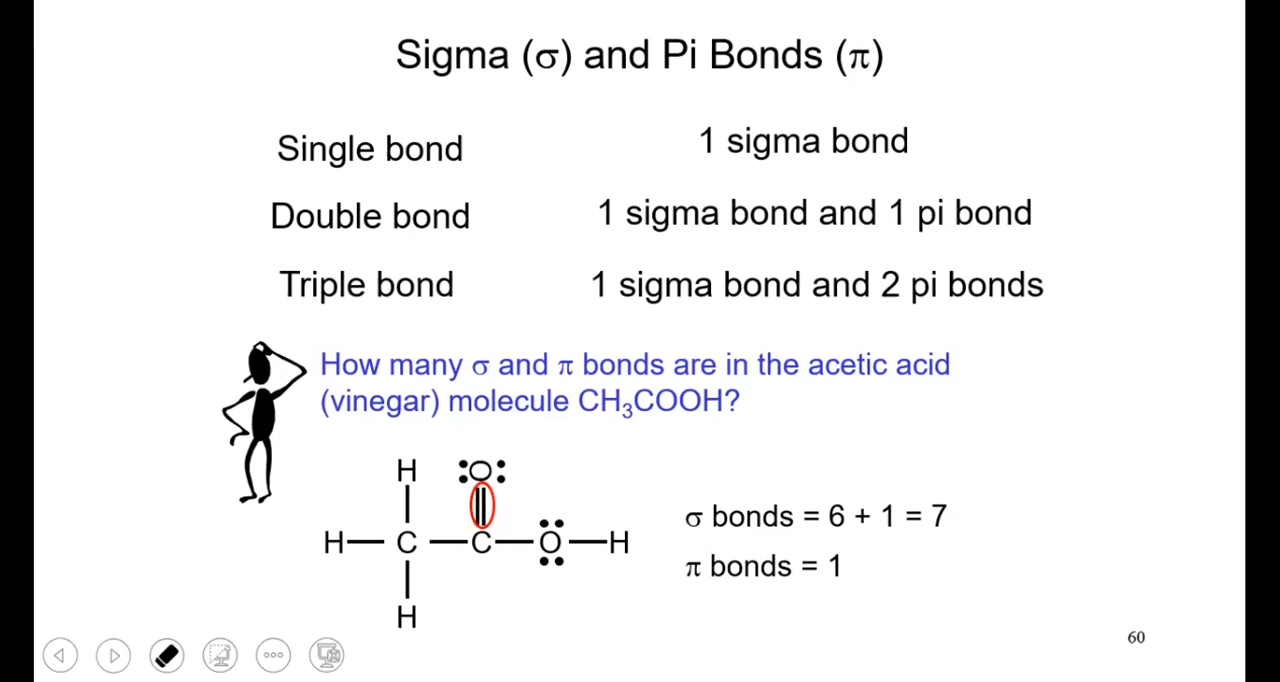 Sigma (σ) and Pi Bonds (π)
Single bond 1 sigma bond
Double bond 1 sigma bond and 1 pi bond
Triple bond 1 sigma bond and 2 pi bonds
How many σ and π bonds are in the acetic acid
(vinegar) molecule CH₃COOH?
H :O:
H — C — C — O — H
H
σ bonds = 6 + 1 = 7
π bonds = 1
60